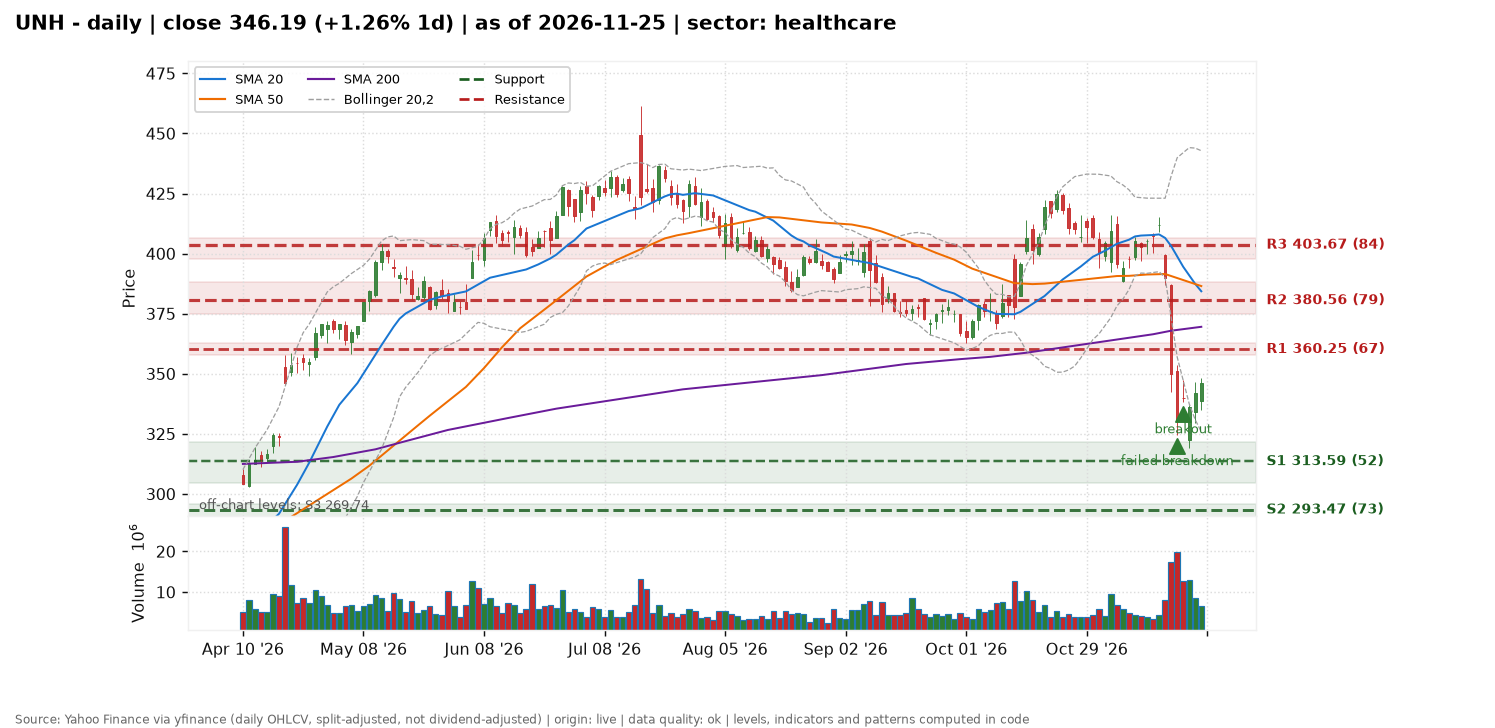 UNH - daily | close 346.19 (+1.26% 1d) | as of 2026-11-25 | sector: healthcare
SMA 20
SMA 50
SMA 200
Bollinger 20,2
Support
Resistance
Price
475
450
425
400
375
350
325
300
R3 403.67 (84)
R2 380.56 (79)
R1 360.25 (67)
breakout
failed breakdown
S1 313.59 (52)
off-chart levels: S3 269.74
S2 293.47 (73)
Volume 10⁶
20
10
Apr 10 '26
May 08 '26
Jun 08 '26
Jul 08 '26
Aug 05 '26
Sep 02 '26
Oct 01 '26
Oct 29 '26
Source: Yahoo Finance via yfinance (daily OHLCV, split-adjusted, not dividend-adjusted) | origin: live | data quality: ok | levels, indicators and patterns computed in code